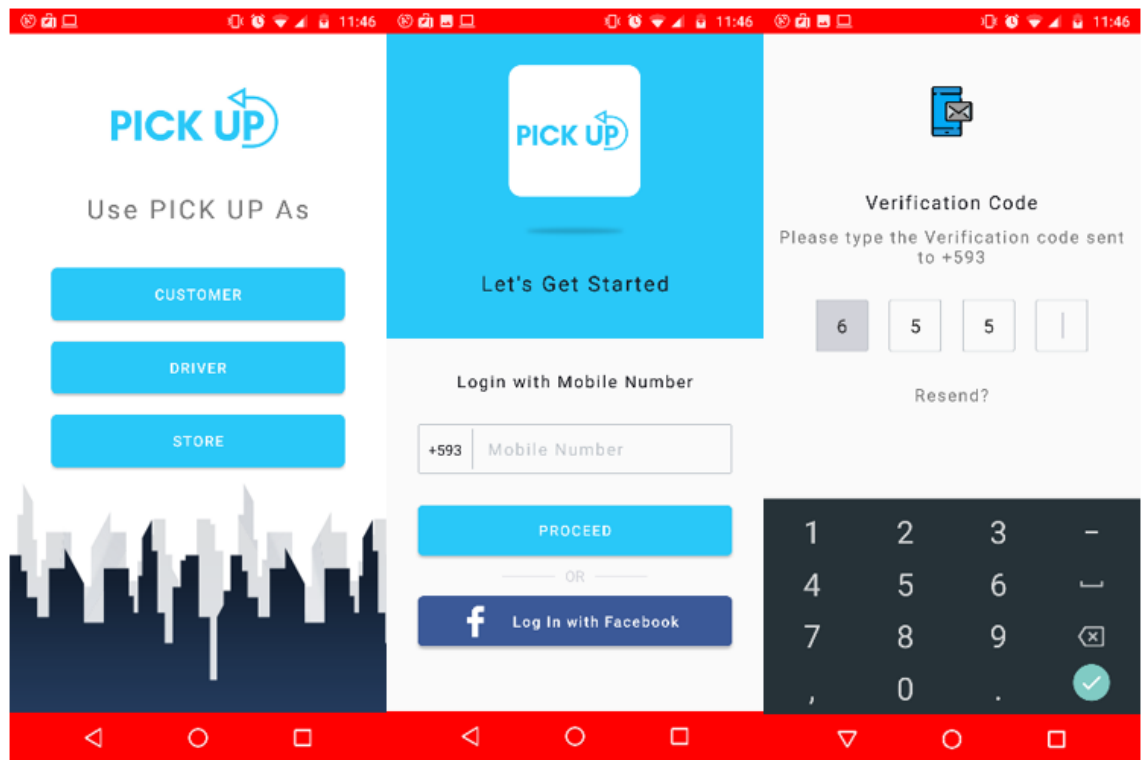 11:46
PICK UP
Use PICK UP As
CUSTOMER
DRIVER
STORE
11:46
PICK UP
Let's Get Started
Login with Mobile Number
+593 Mobile Number
PROCEED
OR
f Log In with Facebook
11:46
Verification Code
Please type the Verification code sent
to +593
6 5 5
Resend?
1 2 3 -
4 5 6
7 8 9
, 0 .